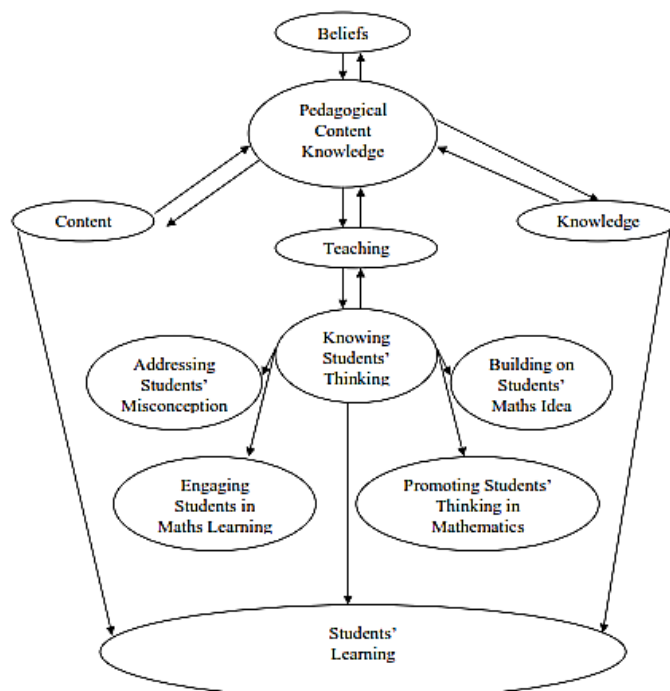 Beliefs
Pedagogical
Content
Knowledge
Content
Knowledge
Teaching
Knowing
Students'
Thinking
Addressing
Students'
Misconception
Building on
Students'
Maths Idea
Engaging
Students in
Maths Learning
Promoting Students'
Thinking in
Mathematics
Students'
Learning